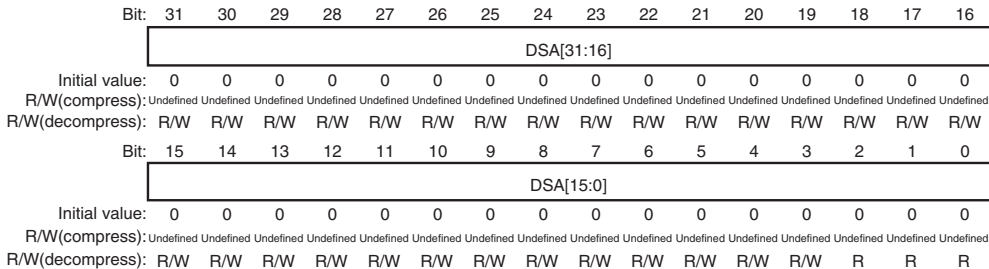 Bit: 31 30 29 28 27 26 25 24 23 22 21 20 19 18 17 16
DSA[31:16]
Initial value: 0 0 0 0 0 0 0 0 0 0 0 0 0 0 0 0
R/W(compress): Undefined Undefined Undefined Undefined Undefined Undefined Undefined Undefined Undefined Undefined Undefined Undefined Undefined Undefined Undefined Undefined
R/W(decompress): R/W R/W R/W R/W R/W R/W R/W R/W R/W R/W R/W R/W R/W R/W R/W R/W
Bit: 15 14 13 12 11 10 9 8 7 6 5 4 3 2 1 0
DSA[15:0]
Initial value: 0 0 0 0 0 0 0 0 0 0 0 0 0 0 0 0
R/W(compress): Undefined Undefined Undefined Undefined Undefined Undefined Undefined Undefined Undefined Undefined Undefined Undefined Undefined Undefined Undefined Undefined
R/W(decompress): R/W R/W R/W R/W R/W R/W R/W R/W R/W R/W R/W R/W R/W R R R